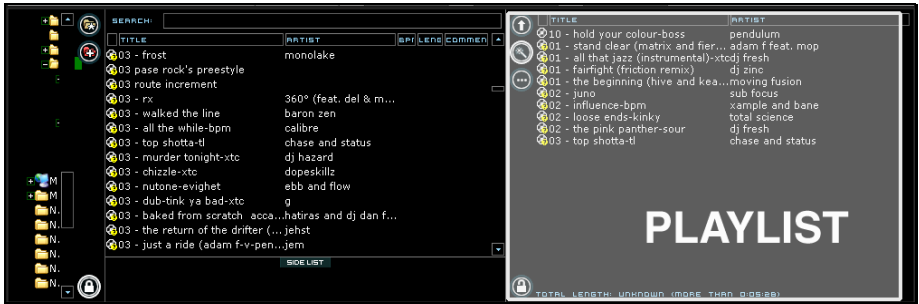 SEARCH:
TITLE ARTIST BPM LENG COMMEN
03 - frost monolake
03 pase rock's preestyle
03 route increment
03 - rx 360° (feat. del & m...
03 - walked the line baron zen
03 - all the while-bpm calibre
03 - top shotta-tl chase and status
03 - murder tonight-xtc dj hazard
03 - chizzle-xtc dopeskillz
03 - nutone-evighet ebb and flow
03 - dub-tink ya bad-xtc g
03 - baked from scratch acca...hatiras and dj dan f...
03 - the return of the drifter (...jehst
03 - just a ride (adam f-v-pen...jem
SIDE LIST
M
M
N.
N.
N.
N.
N.
N.
TITLE ARTIST
10 - hold your colour-boss pendulum
01 - stand clear (matrix and fier... adam f feat. mop
01 - all that jazz (instrumental)-xtcdj fresh
01 - fairfight (friction remix) dj zinc
01 - the beginning (hive and kea...moving fusion
02 - juno sub focus
02 - influence-bpm xample and bane
02 - loose ends-kinky total science
02 - the pink panther-sour dj fresh
03 - top shotta-tl chase and status
PLAYLIST
TOTAL LENGTH: UNKNOWN (MORE THAN 0:05:28)